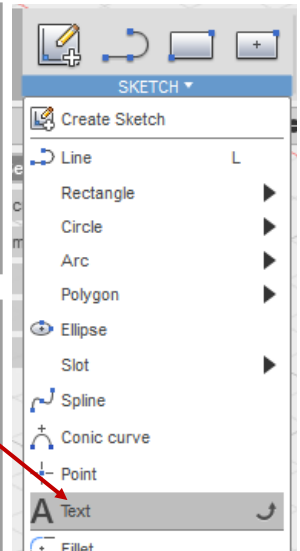 SKETCH ▼
Create Sketch
Line L
Rectangle
Circle
Arc
Polygon
Ellipse
Slot
Spline
Conic curve
Point
A Text
Fillet